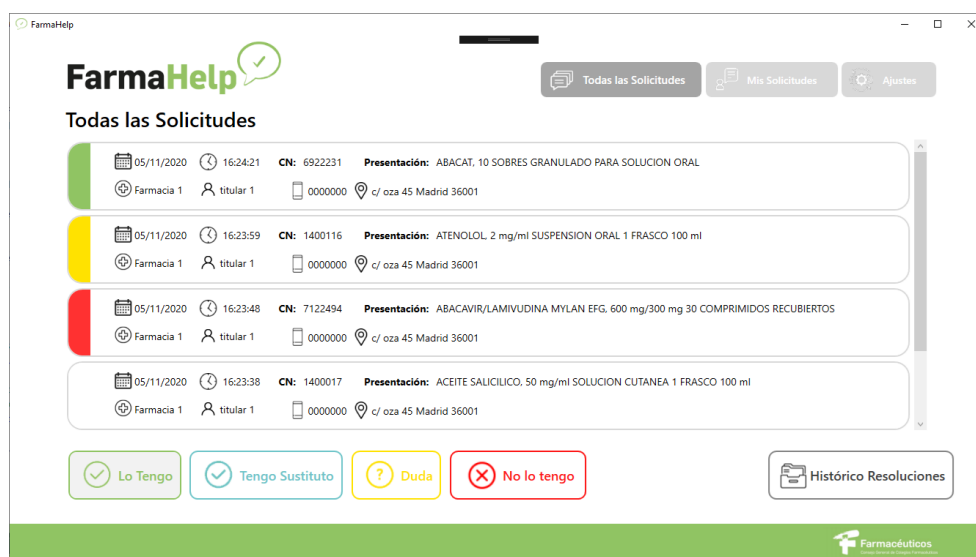 FarmaHelp
FarmaHelp
Todas las Solicitudes
Mis Solicitudes
Ajustes
Todas las Solicitudes
05/11/2020 16:24:21 CN: 6922231 Presentación: ABACAT, 10 SOBRES GRANULADO PARA SOLUCION ORAL
Farmacia 1 titular 1 0000000 c/ oza 45 Madrid 36001
05/11/2020 16:23:59 CN: 1400116 Presentación: ATENOLOL, 2 mg/ml SUSPENSION ORAL 1 FRASCO 100 ml
Farmacia 1 titular 1 0000000 c/ oza 45 Madrid 36001
05/11/2020 16:23:48 CN: 7122494 Presentación: ABACAVIR/LAMIVUDINA MYLAN EFG, 600 mg/300 mg 30 COMPRIMIDOS RECUBIERTOS
Farmacia 1 titular 1 0000000 c/ oza 45 Madrid 36001
05/11/2020 16:23:38 CN: 1400017 Presentación: ACEITE SALICILICO, 50 mg/ml SOLUCION CUTANEA 1 FRASCO 100 ml
Farmacia 1 titular 1 0000000 c/ oza 45 Madrid 36001
Lo Tengo
Tengo Sustituto
? Duda
No lo tengo
Histórico Resoluciones
Farmacéuticos
Consejo General de Colegios Farmacéuticos